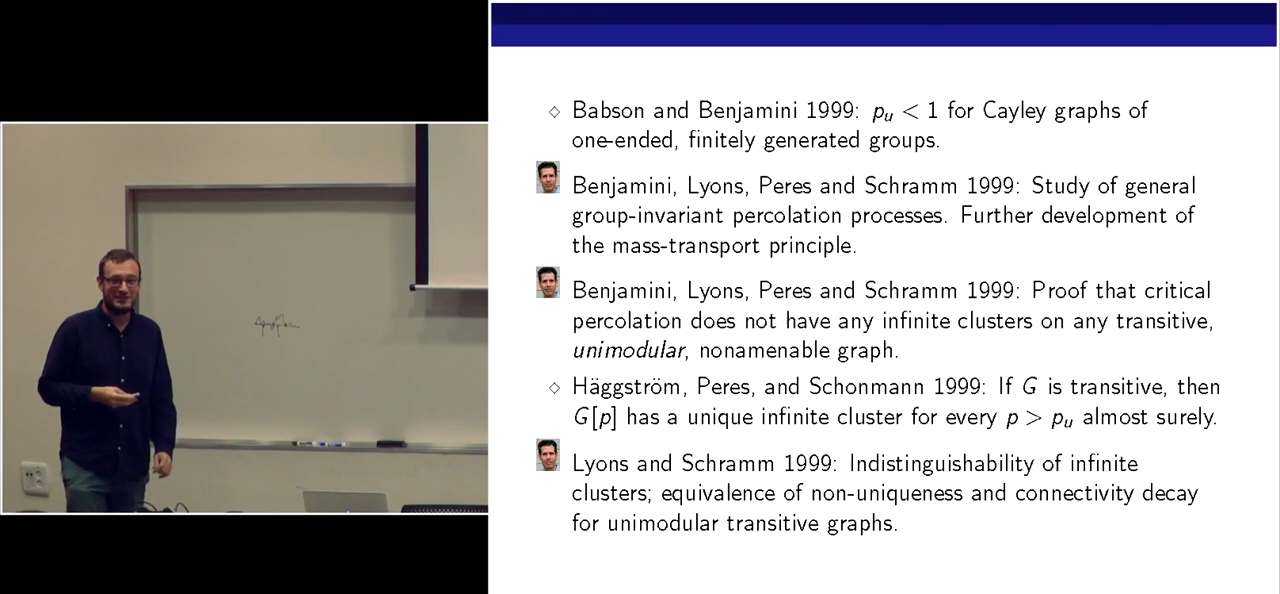 ◇ Babson and Benjamini 1999: p_u < 1 for Cayley graphs of
one-ended, finitely generated groups.
Benjamini, Lyons, Peres and Schramm 1999: Study of general
group-invariant percolation processes. Further development of
the mass-transport principle.
Benjamini, Lyons, Peres and Schramm 1999: Proof that critical
percolation does not have any infinite clusters on any transitive,
unimodular, nonamenable graph.
◇ Häggström, Peres, and Schonmann 1999: If G is transitive, then
G[p] has a unique infinite cluster for every p > p_u almost surely.
Lyons and Schramm 1999: Indistinguishability of infinite
clusters; equivalence of non-uniqueness and connectivity decay
for unimodular transitive graphs.